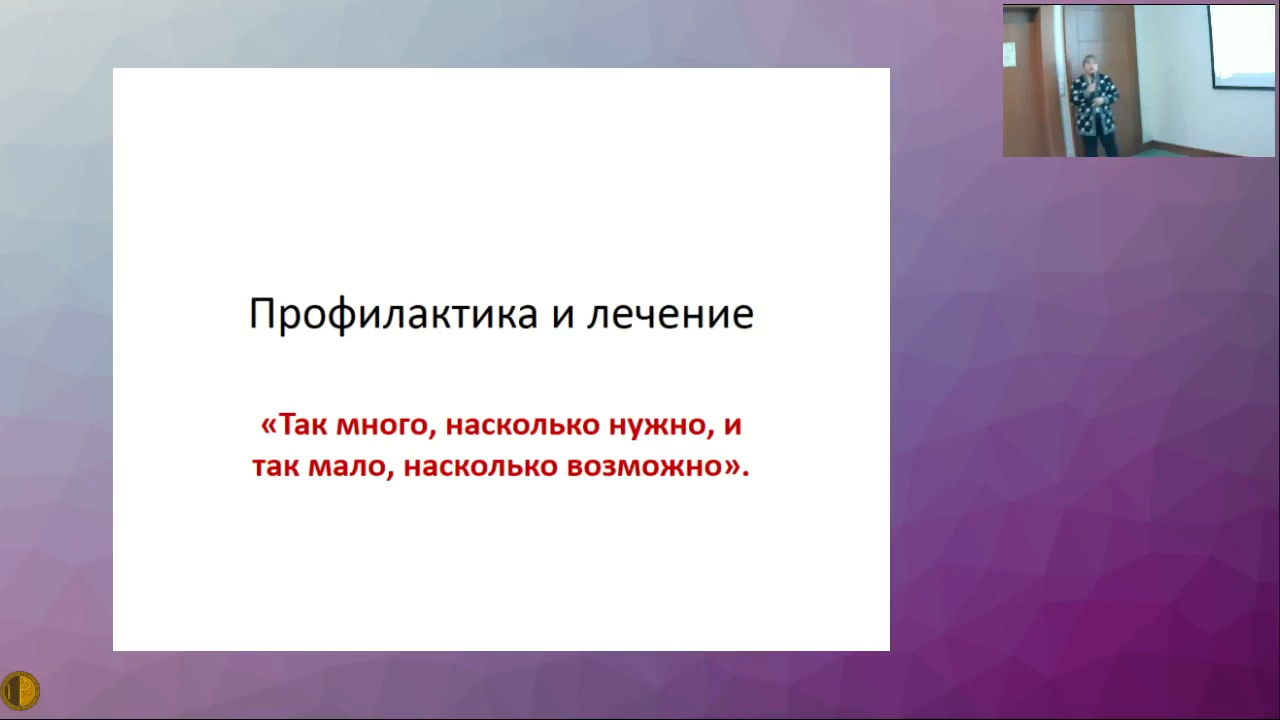 Профилактика и лечение
«Так много, насколько нужно, и
так мало, насколько возможно».